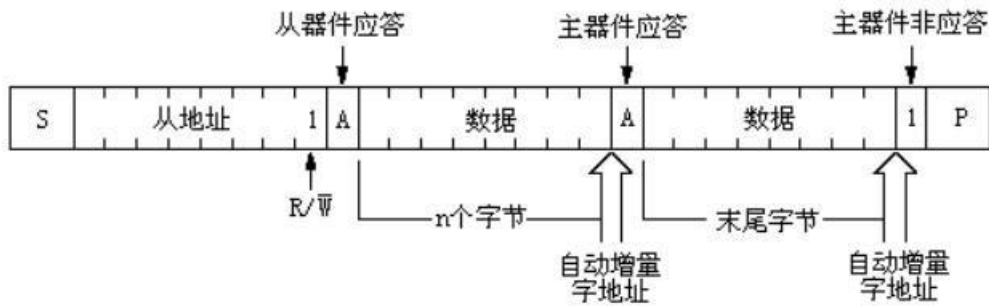 从器件应答 主器件应答 主器件非应答
S 从地址 1 A 数据 A 数据 1 P
R/W̅
n个字节 末尾字节
自动增量 自动增量
字地址 字地址